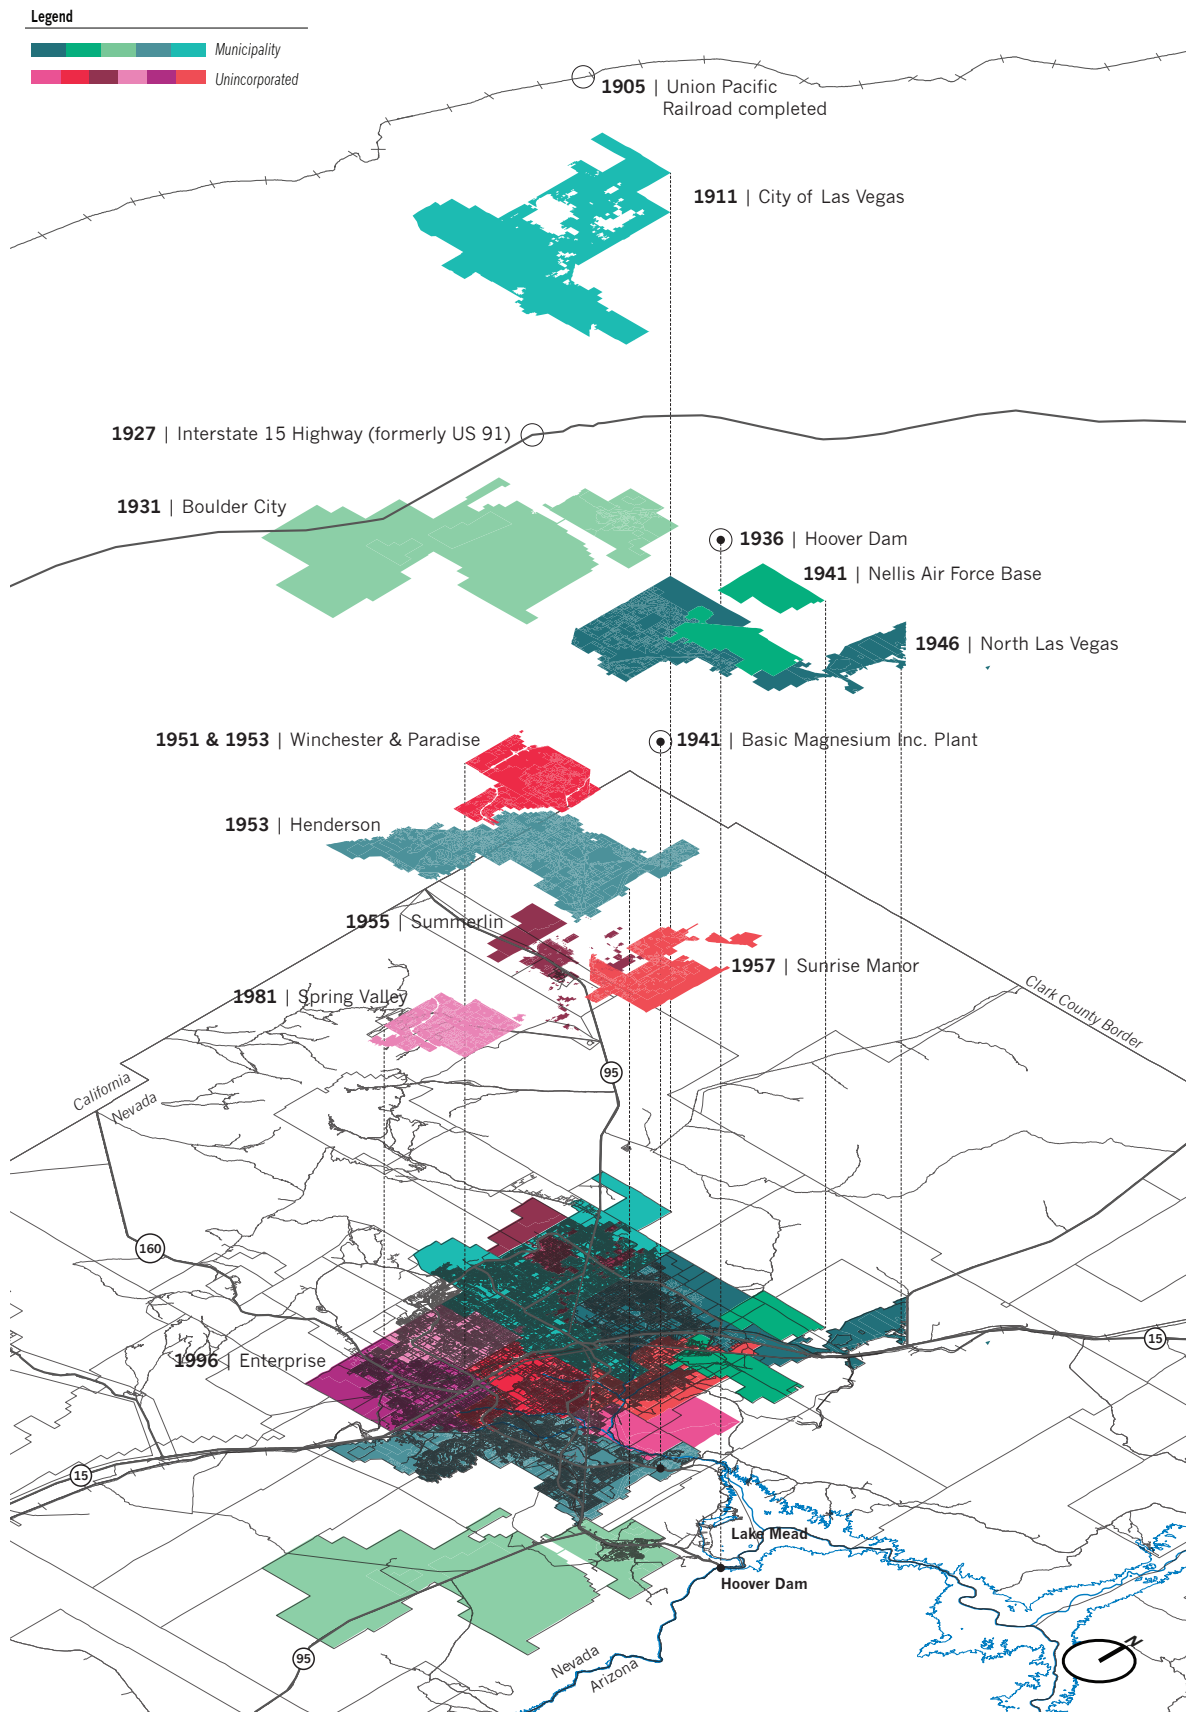 Legend
Municipality
Unincorporated
1905 | Union Pacific
Railroad completed
1911 | City of Las Vegas
1927 | Interstate 15 Highway (formerly US 91)
1931 | Boulder City
1936 | Hoover Dam
1941 | Nellis Air Force Base
1946 | North Las Vegas
1951 & 1953 | Winchester & Paradise
1941 | Basic Magnesium Inc. Plant
1953 | Henderson
1955 | Summerlin
1957 | Sunrise Manor
1981 | Spring Valley
Clark County Border
95
California
Nevada
160
15
1996 | Enterprise
15
Lake Mead
Hoover Dam
95
Nevada
Arizona
N